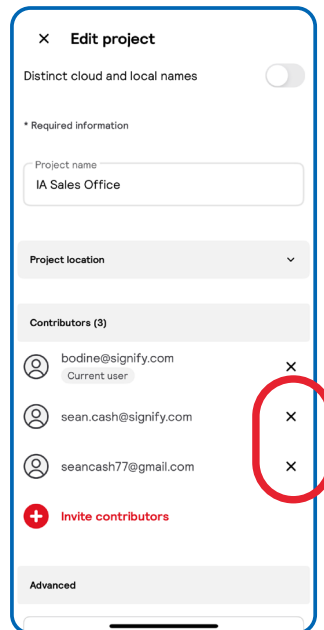 Edit project
Distinct cloud and local names
* Required information
Project name
IA Sales Office
Project location
Contributors (3)
bodine@signify.com
Current user
sean.cash@signify.com
seancash77@gmail.com
Invite contributors
Advanced